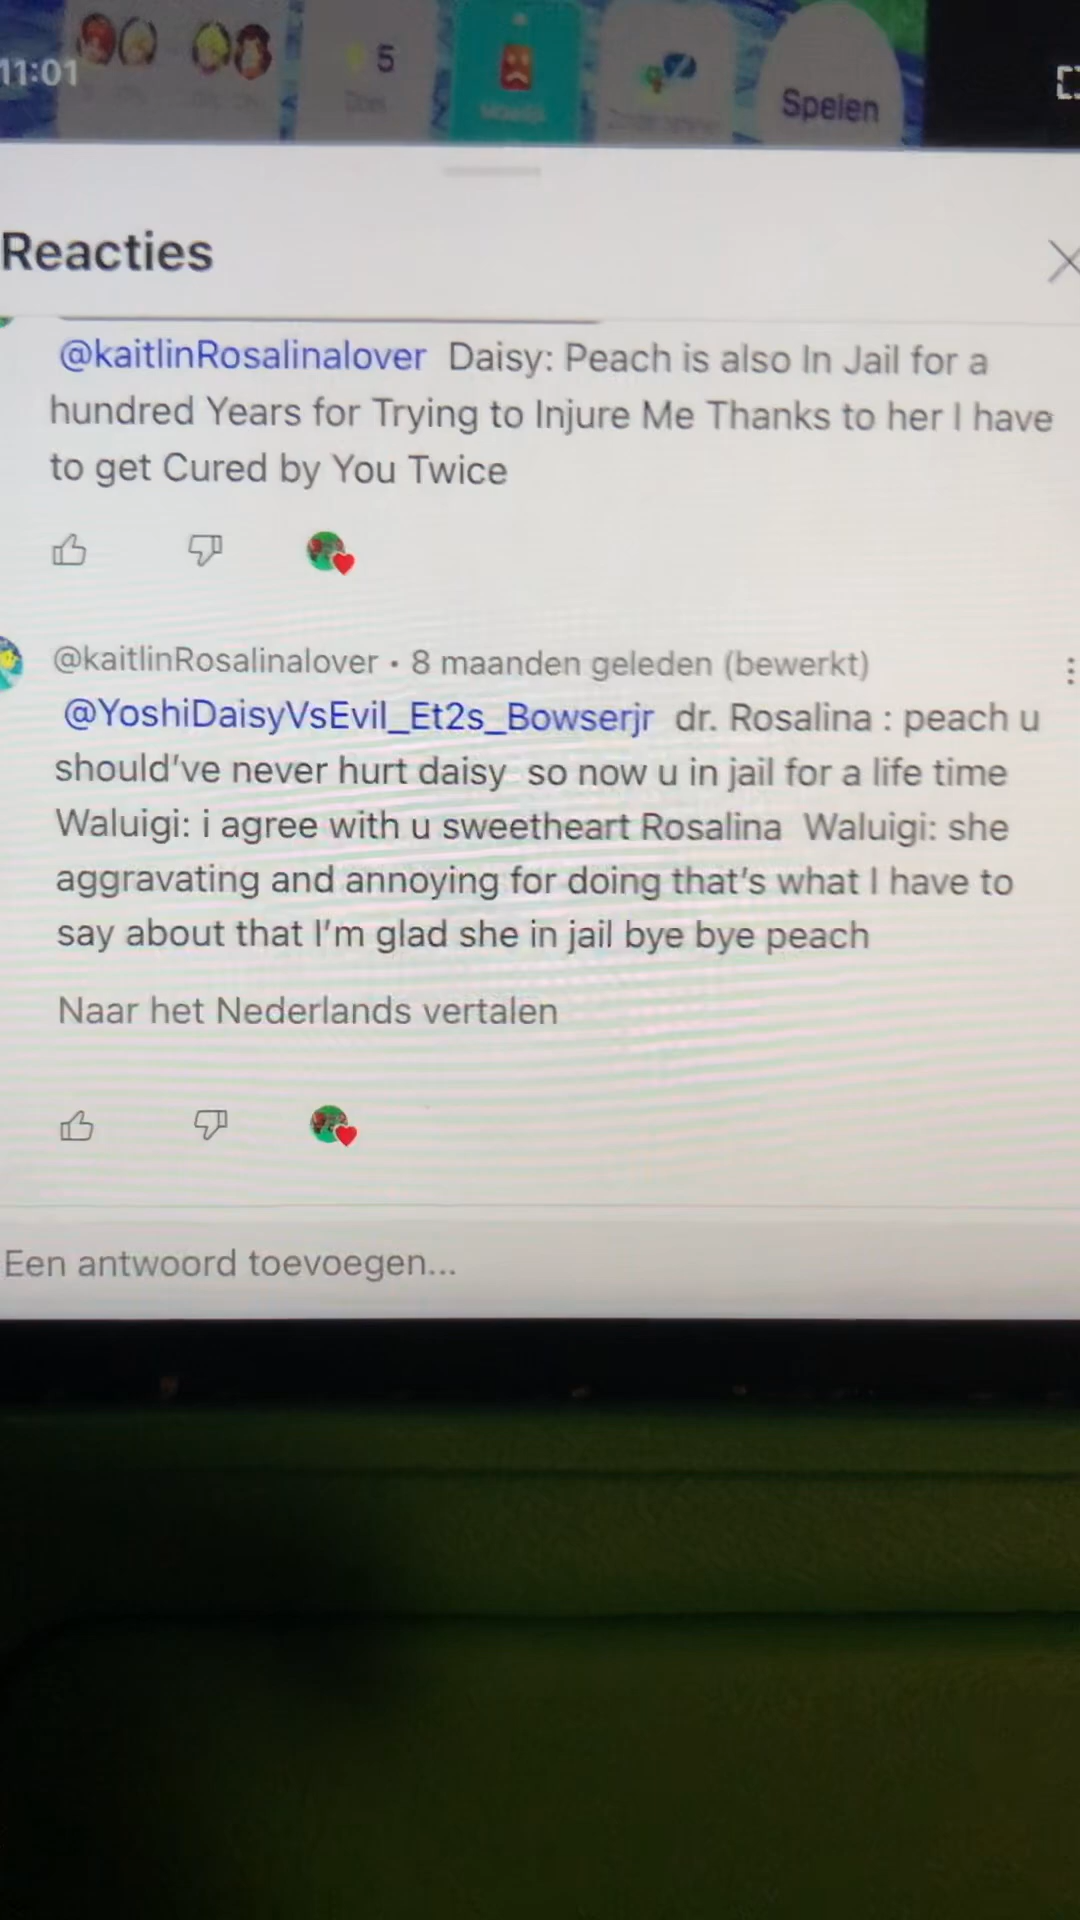 11:01
5
Spelen
Reacties
@kaitlinRosalinalover Daisy: Peach is also In Jail for a
hundred Years for Trying to Injure Me Thanks to her I have
to get Cured by You Twice
@kaitlinRosalinalover • 8 maanden geleden (bewerkt)
@YoshiDaisyVsEvil_Et2s_Bowserjr dr. Rosalina : peach u
should've never hurt daisy so now u in jail for a life time
Waluigi: i agree with u sweetheart Rosalina Waluigi: she
aggravating and annoying for doing that's what I have to
say about that I'm glad she in jail bye bye peach
Naar het Nederlands vertalen
Een antwoord toevoegen...